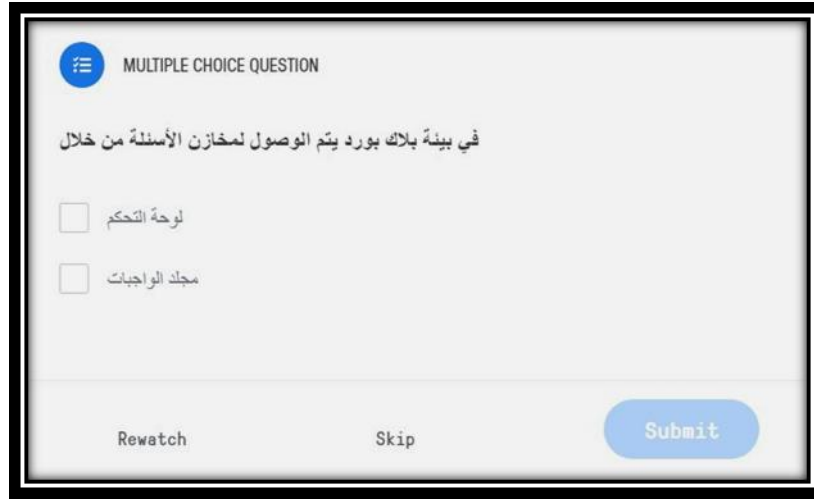 MULTIPLE CHOICE QUESTION
في بيئة بلاك بورد يتم الوصول لمخازن الأسئلة من خلال
لوحة التحكم
مجلد الواجبات
Rewatch Skip Submit